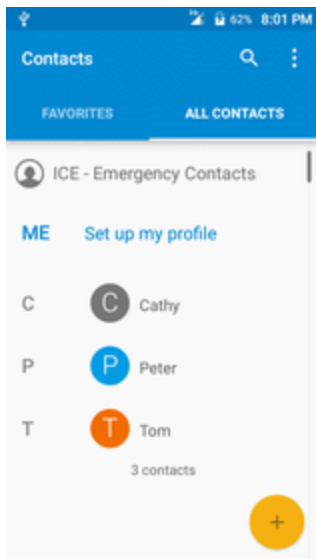 62% 8:01 PM
Contacts
FAVORITES ALL CONTACTS
ICE - Emergency Contacts
ME Set up my profile
C C Cathy
P P Peter
T T Tom
3 contacts
+